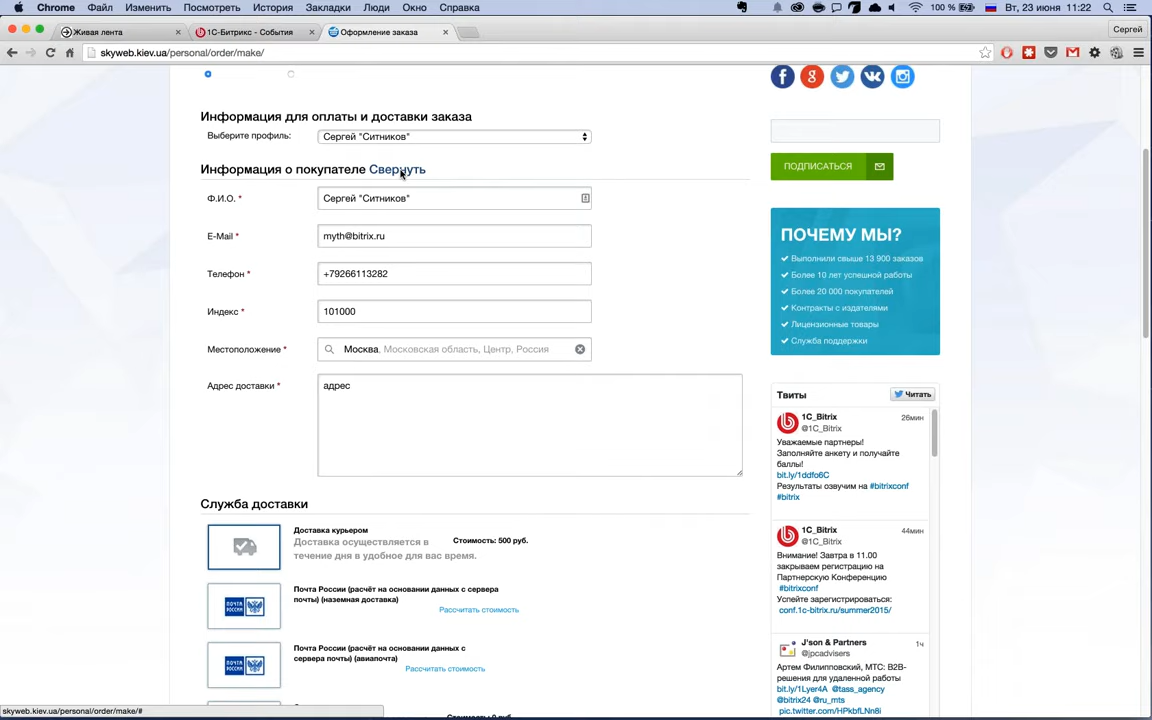 Chrome Файл Изменить Посмотреть История Закладки Люди Окно Справка 100 % Вт, 23 июня 11:22
Живая лента
1С-Битрикс - События
Оформление заказа
Сергей
skyweb.kiev.ua/personal/order/make/
Информация для оплаты и доставки заказа
Выберите профиль: Сергей "Ситников"
Информация о покупателе Свернуть
Ф.И.О. * Сергей "Ситников"
E-Mail * myth@bitrix.ru
Телефон * +79266113282
Индекс * 101000
Местоположение * Москва, Московская область, Центр, Россия
Адрес доставки * адрес
Служба доставки
Доставка курьером
Доставка осуществляется в
течение дня в удобное для вас время.
Стоимость: 500 руб.
ПОЧТА РОССИИ
Почта России (расчёт на основании данных с сервера
почты) (наземная доставка)
Рассчитать стоимость
ПОЧТА РОССИИ
Почта России (расчёт на основании данных с
сервера почты) (авиапочта)
Рассчитать стоимость
Стоимость: 0 руб.
ПОДПИСАТЬСЯ
ПОЧЕМУ МЫ?
Выполнили свыше 13 900 заказов
Более 10 лет успешной работы
Более 20 000 покупателей
Контракты с издателями
Лицензионные товары
Служба поддержки
Твиты Читать
1C_Bitrix 26мин
@1C_Bitrix
Уважаемые партнеры!
Заполняйте анкету и получайте
баллы!
bit.ly/1ddfo6C
Результаты озвучим на #bitrixconf
#bitrix
1C_Bitrix 44мин
@1C_Bitrix
Внимание! Завтра в 11.00
закрываем регистрацию на
Партнерскую Конференцию
#bitrixconf
Успейте зарегистрироваться:
conf.1c-bitrix.ru/summer2015/
J'son & Partners 1ч
@jpcadvisers
Артем Филипповский, МТС: B2B-
решения для удаленной работы
bit.ly/1Lyer4A @tass_agency
@bitrix24 @ru_mts
pic.twitter.com/HPkbfLNn8i
skyweb.kiev.ua/personal/order/make/#